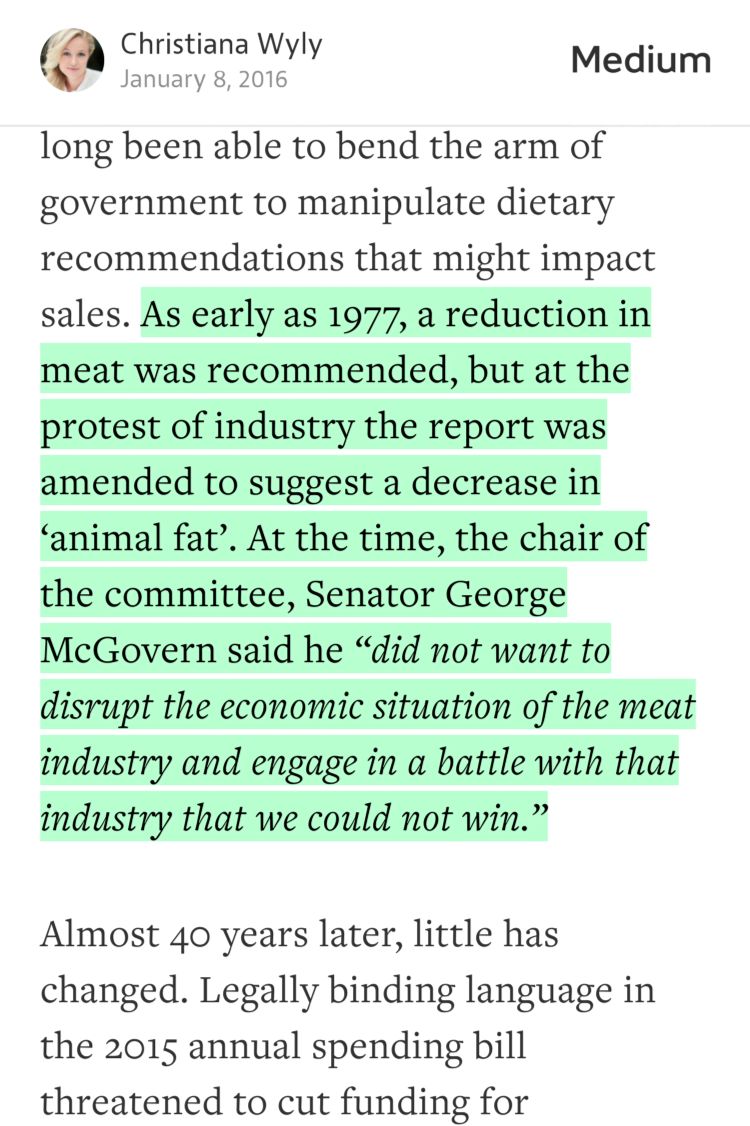 Christiana Wyly
January 8, 2016
Medium
long been able to bend the arm of
government to manipulate dietary
recommendations that might impact
sales. As early as 1977, a reduction in
meat was recommended, but at the
protest of industry the report was
amended to suggest a decrease in
‘animal fat’. At the time, the chair of
the committee, Senator George
McGovern said he “did not want to
disrupt the economic situation of the meat
industry and engage in a battle with that
industry that we could not win.”
Almost 40 years later, little has
changed. Legally binding language in
the 2015 annual spending bill
threatened to cut funding for